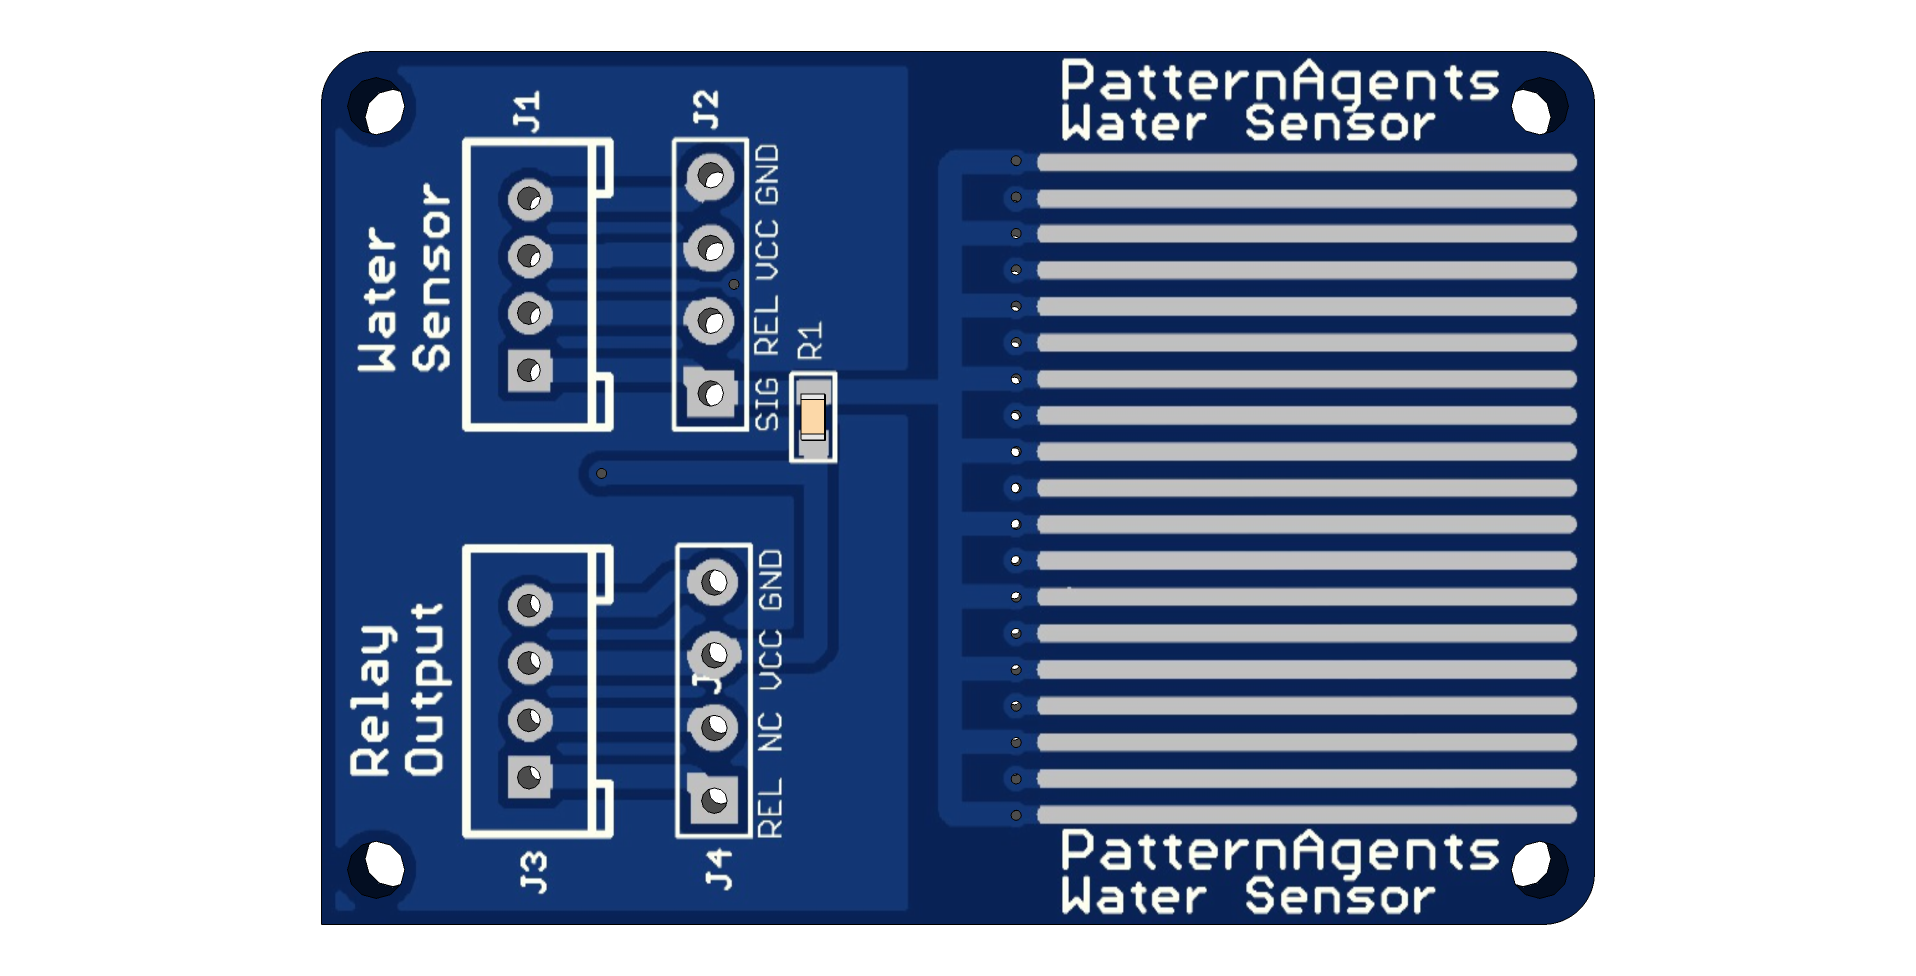 PatternAgents
Water Sensor
J1
J2
Water
Sensor
GND
VCC
REL
SIG
R1
Relay
Output
GND
VCC
NC
REL
J
J3
J4
PatternAgents
Water Sensor